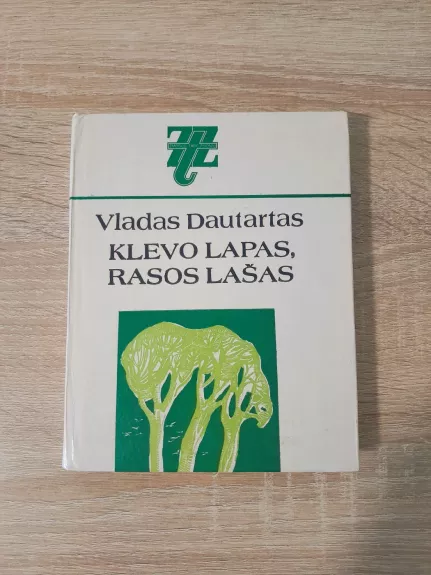 Vladas Dautartas
KLEVO LAPAS,
RASOS LAŠAS